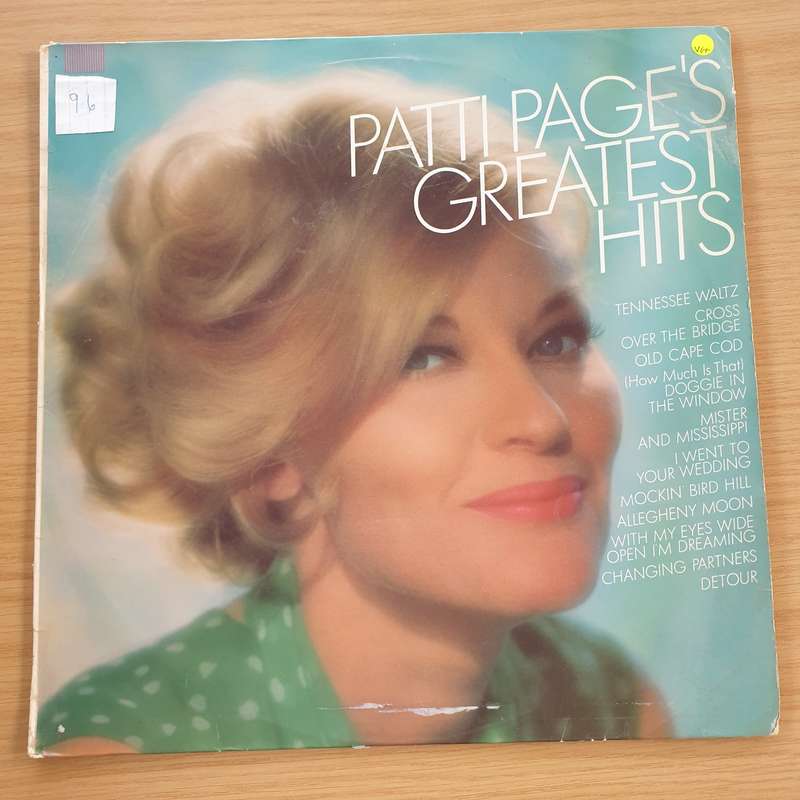 96
VG+
PATTI PAGE'S
GREATEST
HITS
TENNESSEE WALTZ
CROSS
OVER THE BRIDGE
OLD CAPE COD
(How Much Is That)
DOGGIE IN
THE WINDOW
MISTER
AND MISSISSIPPI
I WENT TO
YOUR WEDDING
MOCKIN' BIRD HILL
ALLEGHENY MOON
WITH MY EYES WIDE
OPEN I'M DREAMING
CHANGING PARTNERS
DETOUR